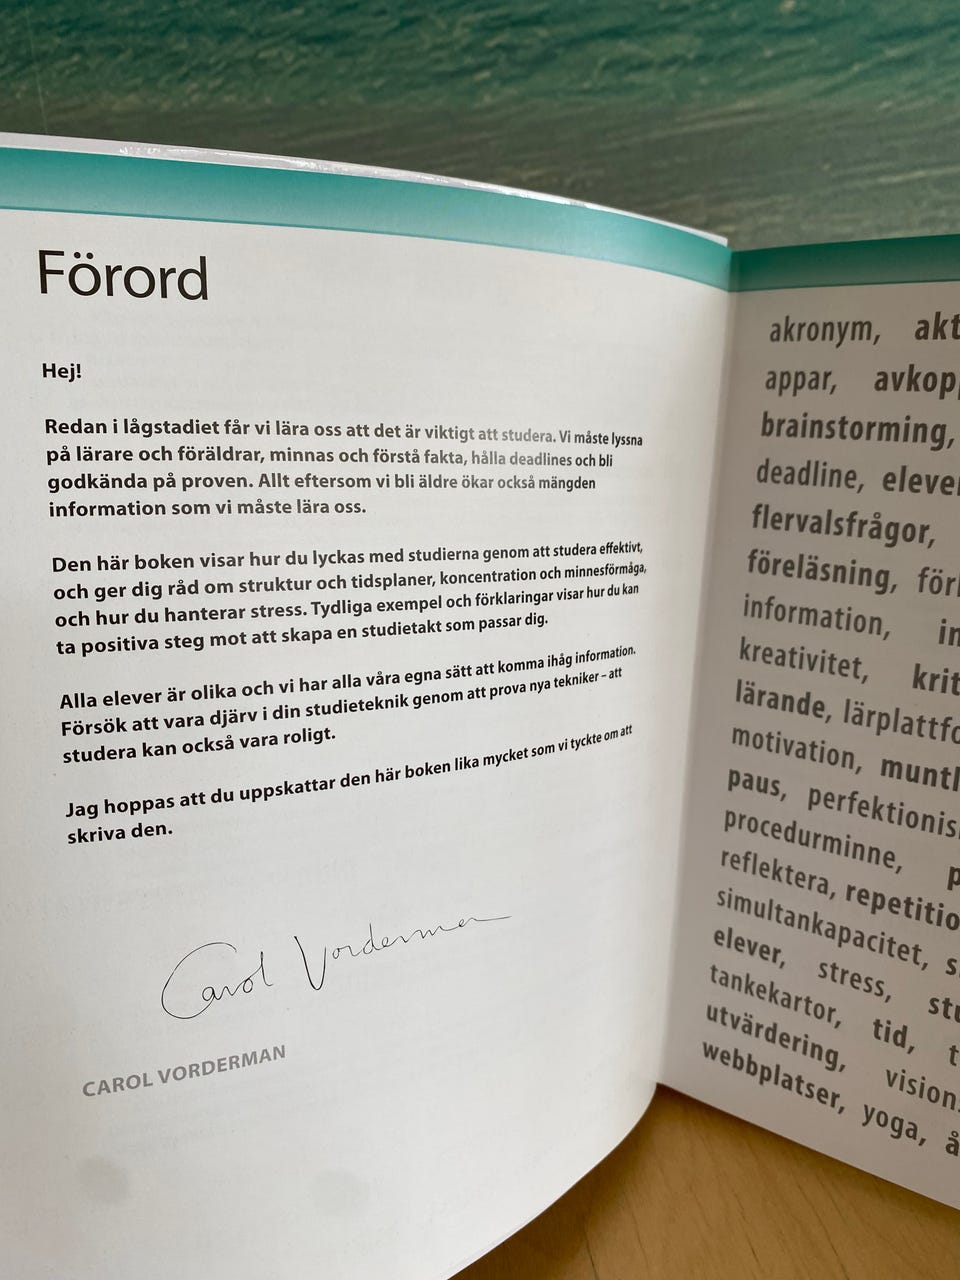 Förord
Hej!
Redan i lågstadiet får vi lära oss att det är viktigt att studera. Vi måste lyssna
på lärare och föräldrar, minnas och förstå fakta, hålla deadlines och bli
godkända på proven. Allt eftersom vi bli äldre ökar också mängden
information som vi måste lära oss.
Den här boken visar hur du lyckas med studierna genom att studera effektivt,
och ger dig råd om struktur och tidsplaner, koncentration och minnesförmåga,
och hur du hanterar stress. Tydliga exempel och förklaringar visar hur du kan
ta positiva steg mot att skapa en studietakt som passar dig.
Alla elever är olika och vi har alla våra egna sätt att komma ihåg information.
Försök att vara djärv i din studieteknik genom att prova nya tekniker – att
studera kan också vara roligt.
Jag hoppas att du uppskattar den här boken lika mycket som vi tyckte om att
skriva den.
Carol Vorderman
CAROL VORDERMAN
akronym,
appar,
brainstorming,
deadline,
flervalsfrågor,
föreläsning,
information,
kreativitet,
lärande,
motivation,
paus,
procedurminne,
reflektera,
simultankapacitet,
elever, stress,
tankekartor, tid,
utvärdering,
webbplatser, yoga,